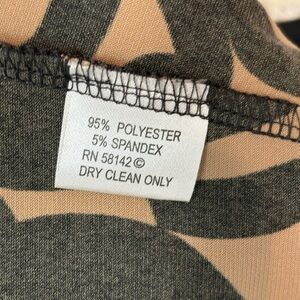 95% POLYESTER
5% SPANDEX
RN 58142 ©
DRY CLEAN ONLY